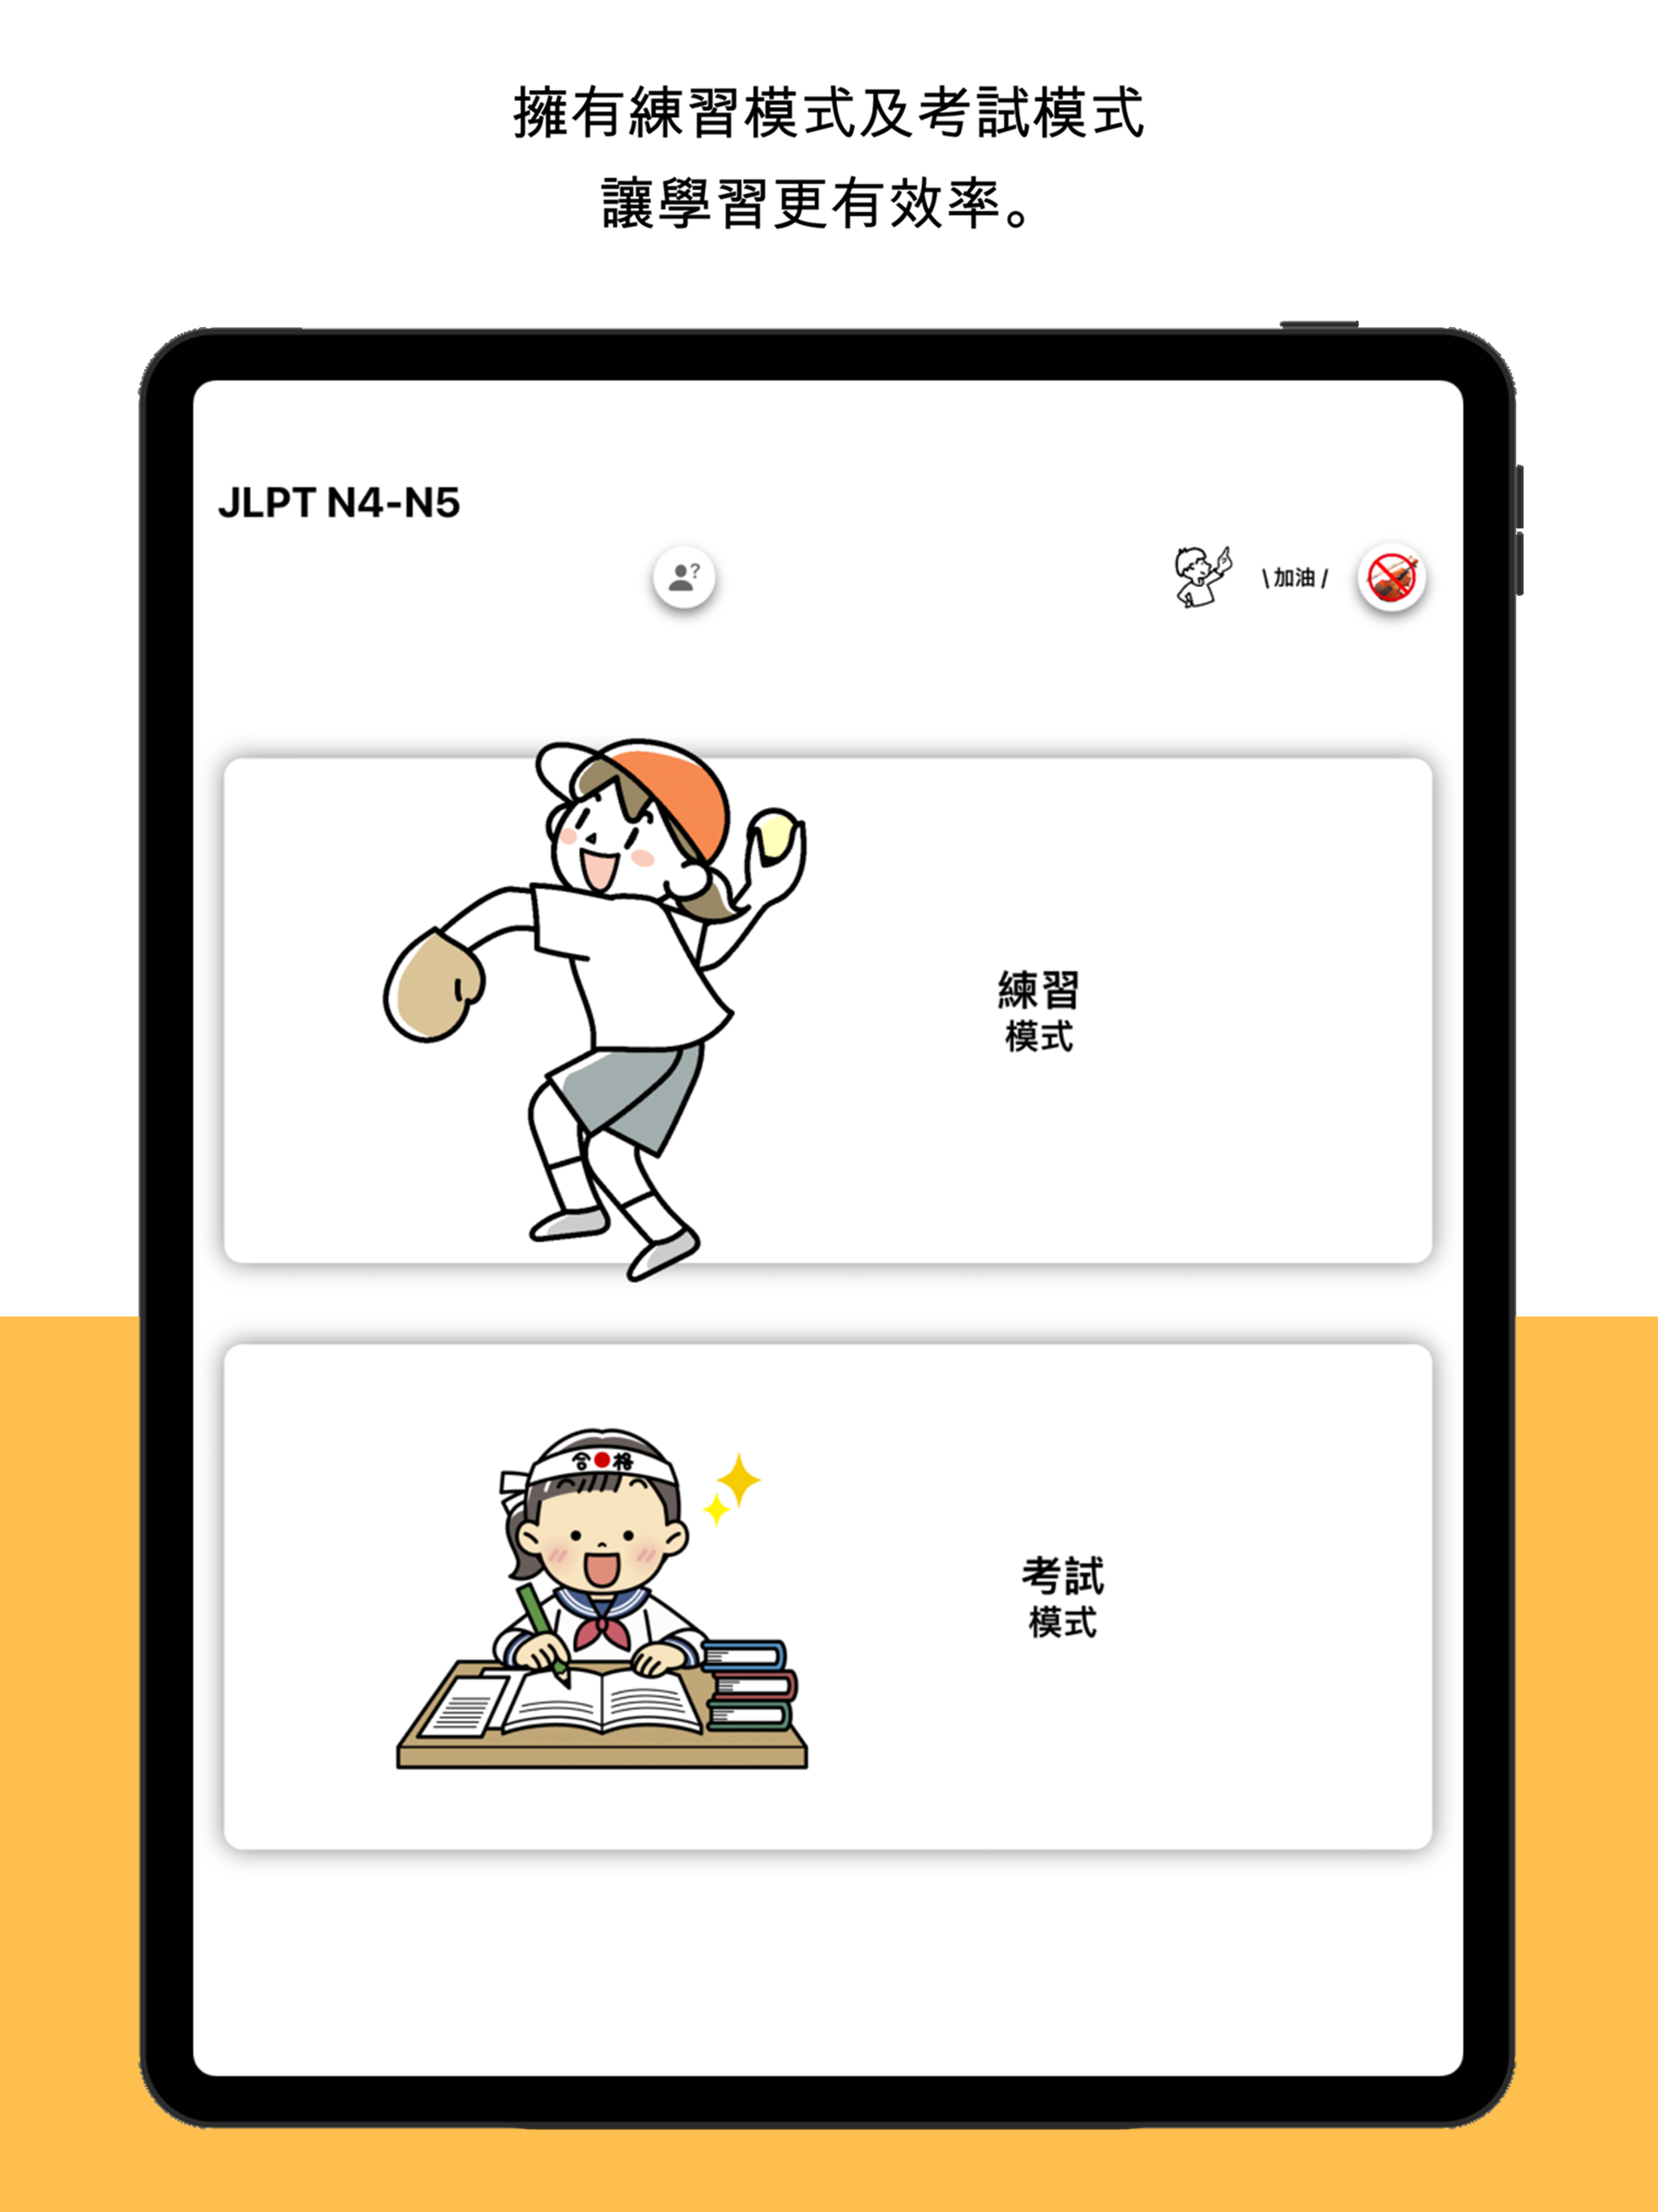 擁有練習模式及考試模式
讓學習更有效率。
JLPT N4-N5
?
\ 加油 /
練習
模式
合格
考試
模式